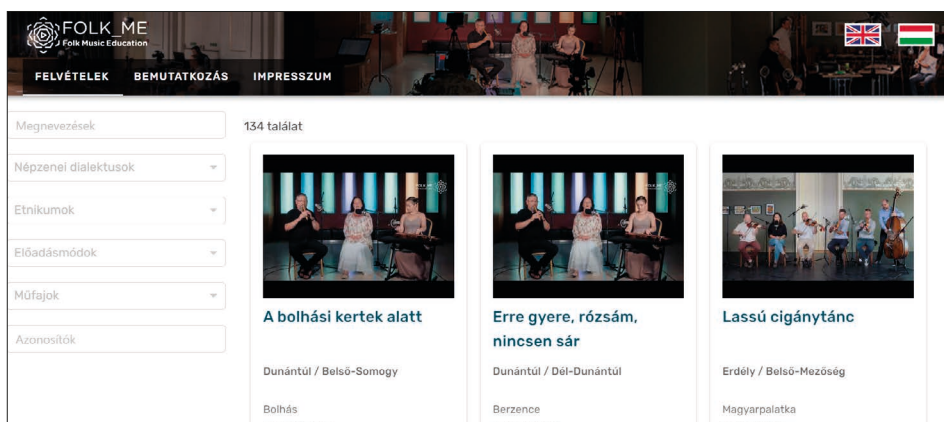 FOLK_ME
Folk Music Education
FELVÉTELEK BEMUTATKOZÁS IMPRESSZUM
Megnevezések
Népzenei dialektusok
Etnikumok
Előadásmódok
Műfajok
Azonosítók
134 találat
FOLK_ME
A bolhási kertek alatt
Dunántúl / Belső-Somogy
Bolhás
FOLK_ME
Erre gyere, rózsám,
nincsen sár
Dunántúl / Dél-Dunántúl
Berzence
Lassú cigánytánc
Erdély / Belső-Mezőség
Magyarpalatka